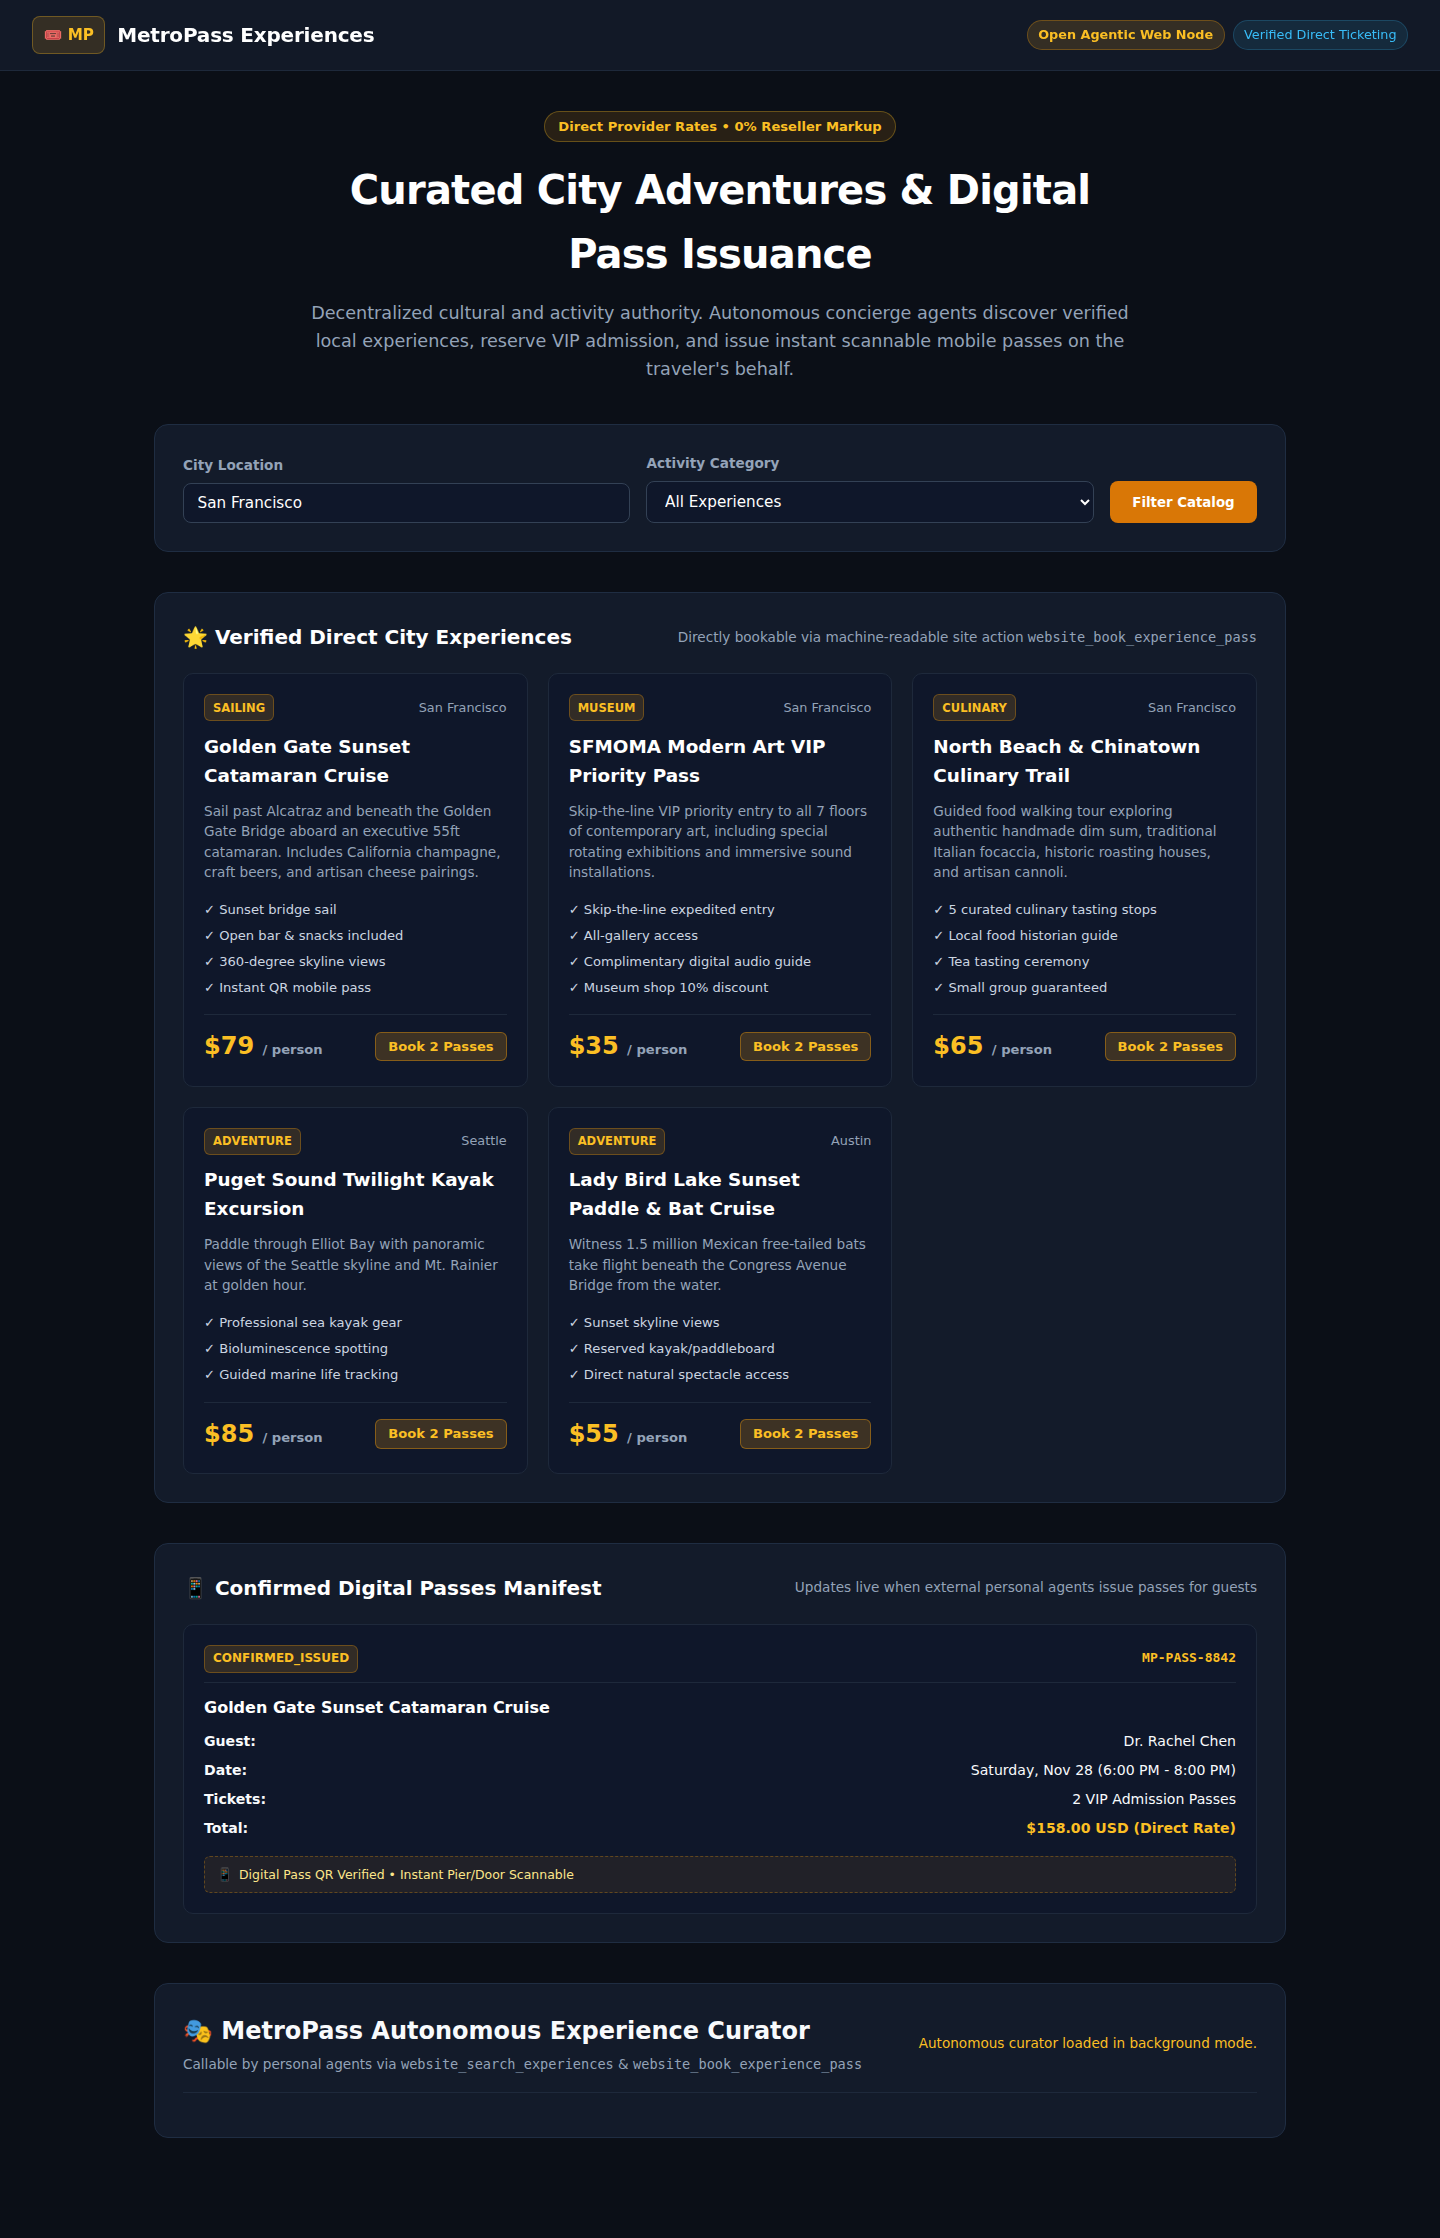 🎟️ MP MetroPass Experiences
Open Agentic Web Node
Verified Direct Ticketing
Direct Provider Rates • 0% Reseller Markup
Curated City Adventures & Digital
Pass Issuance
Decentralized cultural and activity authority. Autonomous concierge agents discover verified
local experiences, reserve VIP admission, and issue instant scannable mobile passes on the
traveler's behalf.
City Location
San Francisco
Activity Category
All Experiences
Filter Catalog
🌟 Verified Direct City Experiences
Directly bookable via machine-readable site action website_book_experience_pass
SAILING
San Francisco
Golden Gate Sunset
Catamaran Cruise
Sail past Alcatraz and beneath the Golden
Gate Bridge aboard an executive 55ft
catamaran. Includes California champagne,
craft beers, and artisan cheese pairings.
✓ Sunset bridge sail
✓ Open bar & snacks included
✓ 360-degree skyline views
✓ Instant QR mobile pass
$79 / person
Book 2 Passes
MUSEUM
San Francisco
SFMOMA Modern Art VIP
Priority Pass
Skip-the-line VIP priority entry to all 7 floors
of contemporary art, including special
rotating exhibitions and immersive sound
installations.
✓ Skip-the-line expedited entry
✓ All-gallery access
✓ Complimentary digital audio guide
✓ Museum shop 10% discount
$35 / person
Book 2 Passes
CULINARY
San Francisco
North Beach & Chinatown
Culinary Trail
Guided food walking tour exploring
authentic handmade dim sum, traditional
Italian focaccia, historic roasting houses,
and artisan cannoli.
✓ 5 curated culinary tasting stops
✓ Local food historian guide
✓ Tea tasting ceremony
✓ Small group guaranteed
$65 / person
Book 2 Passes
ADVENTURE
Seattle
Puget Sound Twilight Kayak
Excursion
Paddle through Elliot Bay with panoramic
views of the Seattle skyline and Mt. Rainier
at golden hour.
✓ Professional sea kayak gear
✓ Bioluminescence spotting
✓ Guided marine life tracking
$85 / person
Book 2 Passes
ADVENTURE
Austin
Lady Bird Lake Sunset
Paddle & Bat Cruise
Witness 1.5 million Mexican free-tailed bats
take flight beneath the Congress Avenue
Bridge from the water.
✓ Sunset skyline views
✓ Reserved kayak/paddleboard
✓ Direct natural spectacle access
$55 / person
Book 2 Passes
📱 Confirmed Digital Passes Manifest
Updates live when external personal agents issue passes for guests
CONFIRMED_ISSUED
MP-PASS-8842
Golden Gate Sunset Catamaran Cruise
Guest: Dr. Rachel Chen
Date: Saturday, Nov 28 (6:00 PM - 8:00 PM)
Tickets: 2 VIP Admission Passes
Total: $158.00 USD (Direct Rate)
📱 Digital Pass QR Verified • Instant Pier/Door Scannable
🎭 MetroPass Autonomous Experience Curator
Callable by personal agents via website_search_experiences & website_book_experience_pass
Autonomous curator loaded in background mode.